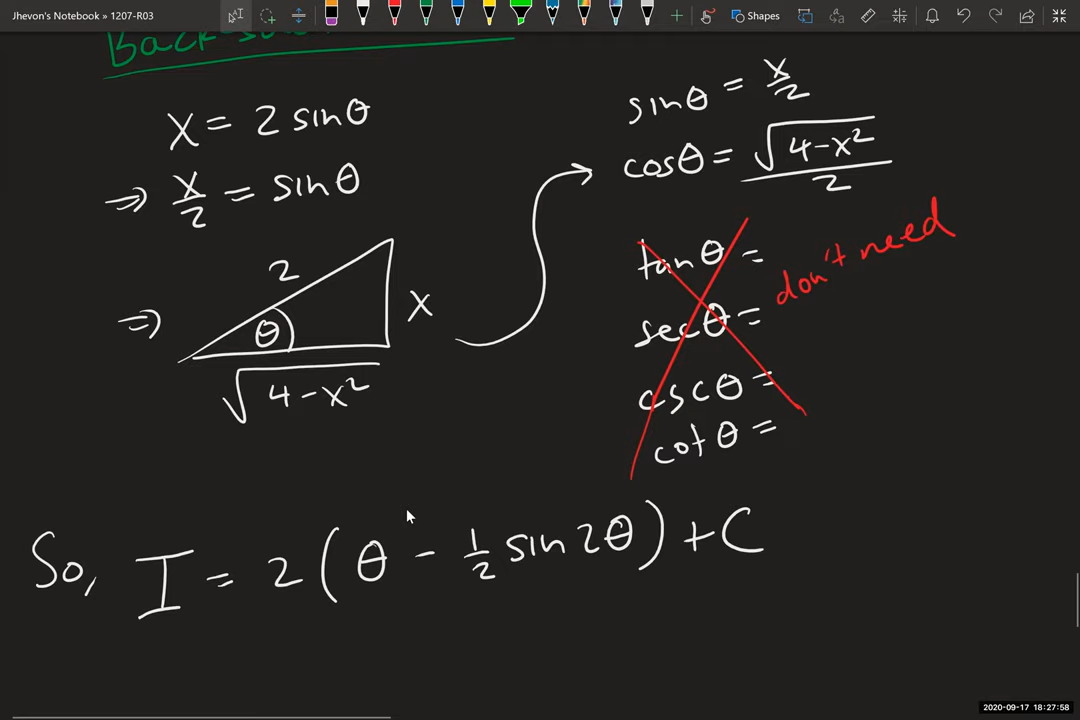 Jhevon's Notebook » 1207-R03
Shapes
x = 2 sinθ
⇒ x/2 = sinθ
⇒ 2
θ
x
√(4-x²)
sinθ = x/2
cosθ = √(4-x²)/2
tanθ =
secθ =
cscθ =
cotθ =
don't need
So, I = 2(θ - 1/2 sin2θ) + C
2020-09-17 18:27:58